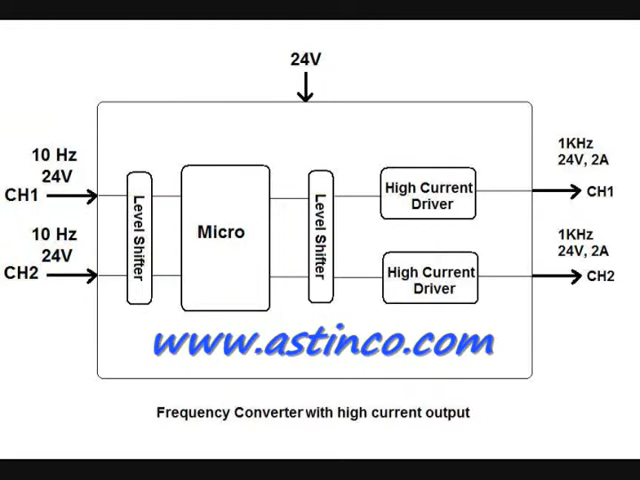 24V
10 Hz
24V
CH1
10 Hz
24V
CH2
Level Shifter
Micro
Level Shifter
High Current
Driver
High Current
Driver
1KHz
24V, 2A
CH1
1KHz
24V, 2A
CH2
www.astinco.com
Frequency Converter with high current output